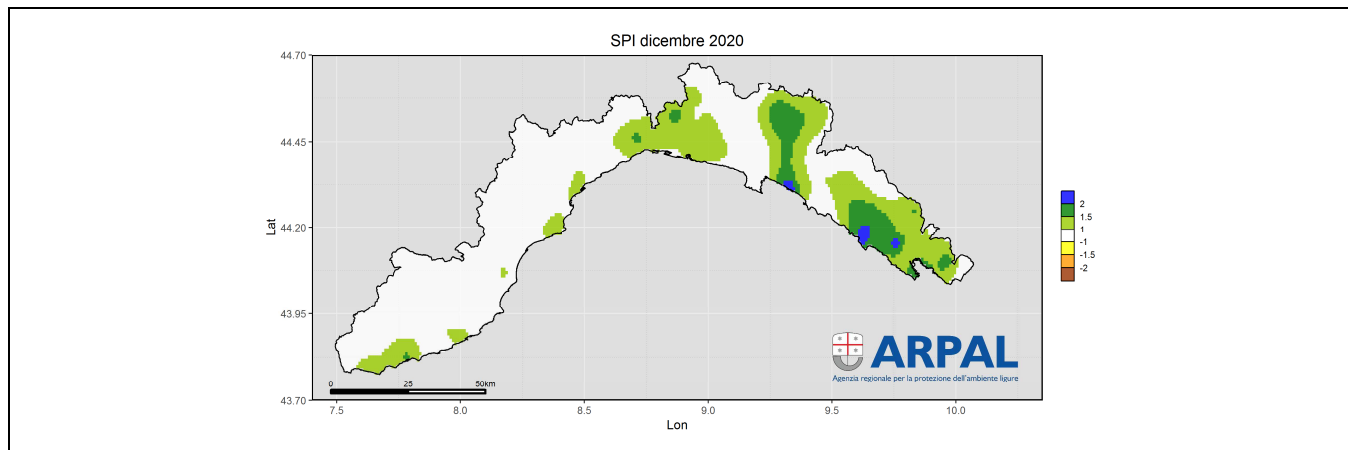 SPI dicembre 2020
44.70
44.45
44.20
43.95
43.70
Lat
7.5 8.0 8.5 9.0 9.5 10.0
Lon
0 25 50km
ARPAL
Agenzia regionale per la protezione dell'ambiente ligure
2
1.5
1
-1
-1.5
-2